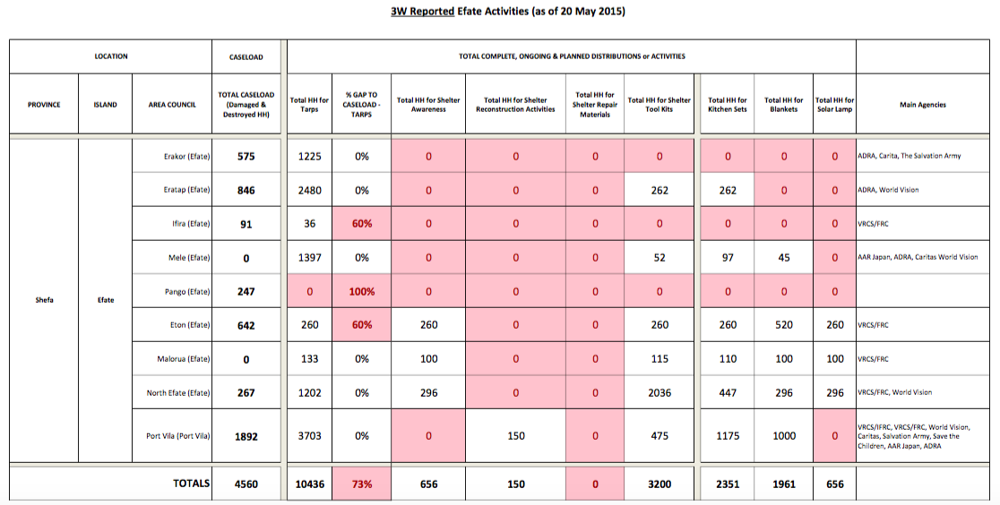 3W Reported Efate Activities (as of 20 May 2015)
LOCATION CASELOAD TOTAL COMPLETE, ONGOING & PLANNED DISTRIBUTIONS or ACTIVITIES
PROVINCE ISLAND AREA COUNCIL TOTAL CASELOAD (Damaged & Destroyed HH) Total HH for Tarps % GAP TO CASELOAD - TARPS Total HH for Shelter Awareness Total HH for Shelter Reconstruction Activities Total HH for Shelter Repair Materials Total HH for Shelter Tool Kits Total HH for Kitchen Sets Total HH for Blankets Total HH for Solar Lamp Main Agencies
Shefa Efate
Erakor (Efate) 575 1225 0% 0 0 0 0 0 0 0 ADRA, Carita, The Salvation Army
Eratap (Efate) 846 2480 0% 0 0 0 262 262 0 0 ADRA, World Vision
Ifira (Efate) 91 36 60% 0 0 0 0 0 0 0 VRCS/FRC
Mele (Efate) 0 1397 0% 0 0 0 52 97 45 0 AAR Japan, ADRA, Caritas World Vision
Pango (Efate) 247 0 100% 0 0 0 0 0 0 0
Eton (Efate) 642 260 60% 260 0 0 260 260 520 260 VRCS/FRC
Malorua (Efate) 0 133 0% 100 0 0 115 110 100 100 VRCS/FRC
North Efate (Efate) 267 1202 0% 296 0 0 2036 447 296 296 VRCS/FRC, World Vision
Port Vila (Port Vila) 1892 3703 0% 0 150 0 475 1175 1000 0 VRCS/IFRC, VRCS/FRC, World Vision,
Caritas, Salvation Army, Save the
Children, AAR Japan, ADRA
TOTALS 4560 10436 73% 656 150 0 3200 2351 1961 656